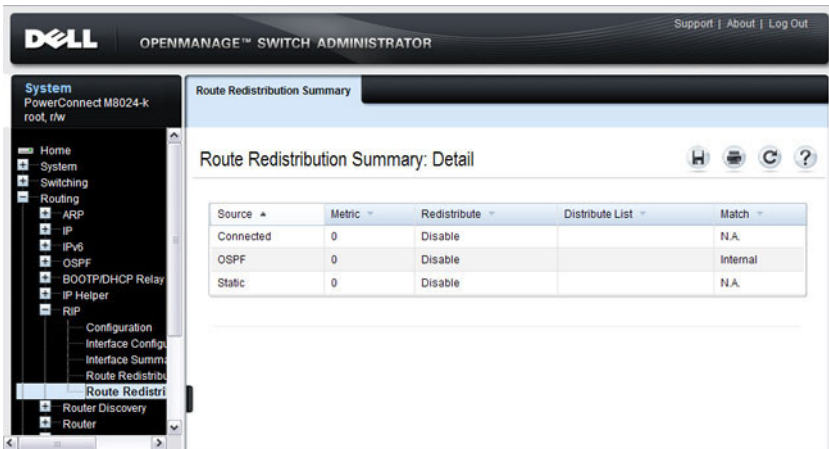 Support | About | Log Out
DELL OPENMANAGE™ SWITCH ADMINISTRATOR
System
PowerConnect M8024-k
root, r/w
Home
System
Switching
Routing
ARP
IP
IPv6
OSPF
BOOTP/DHCP Relay
IP Helper
RIP
Configuration
Interface Configu
Interface Summa
Route Redistribu
Route Redistri
Router Discovery
Router
Route Redistribution Summary
Route Redistribution Summary: Detail
Source Metric Redistribute Distribute List Match
Connected 0 Disable N.A.
OSPF 0 Disable Internal
Static 0 Disable N.A.